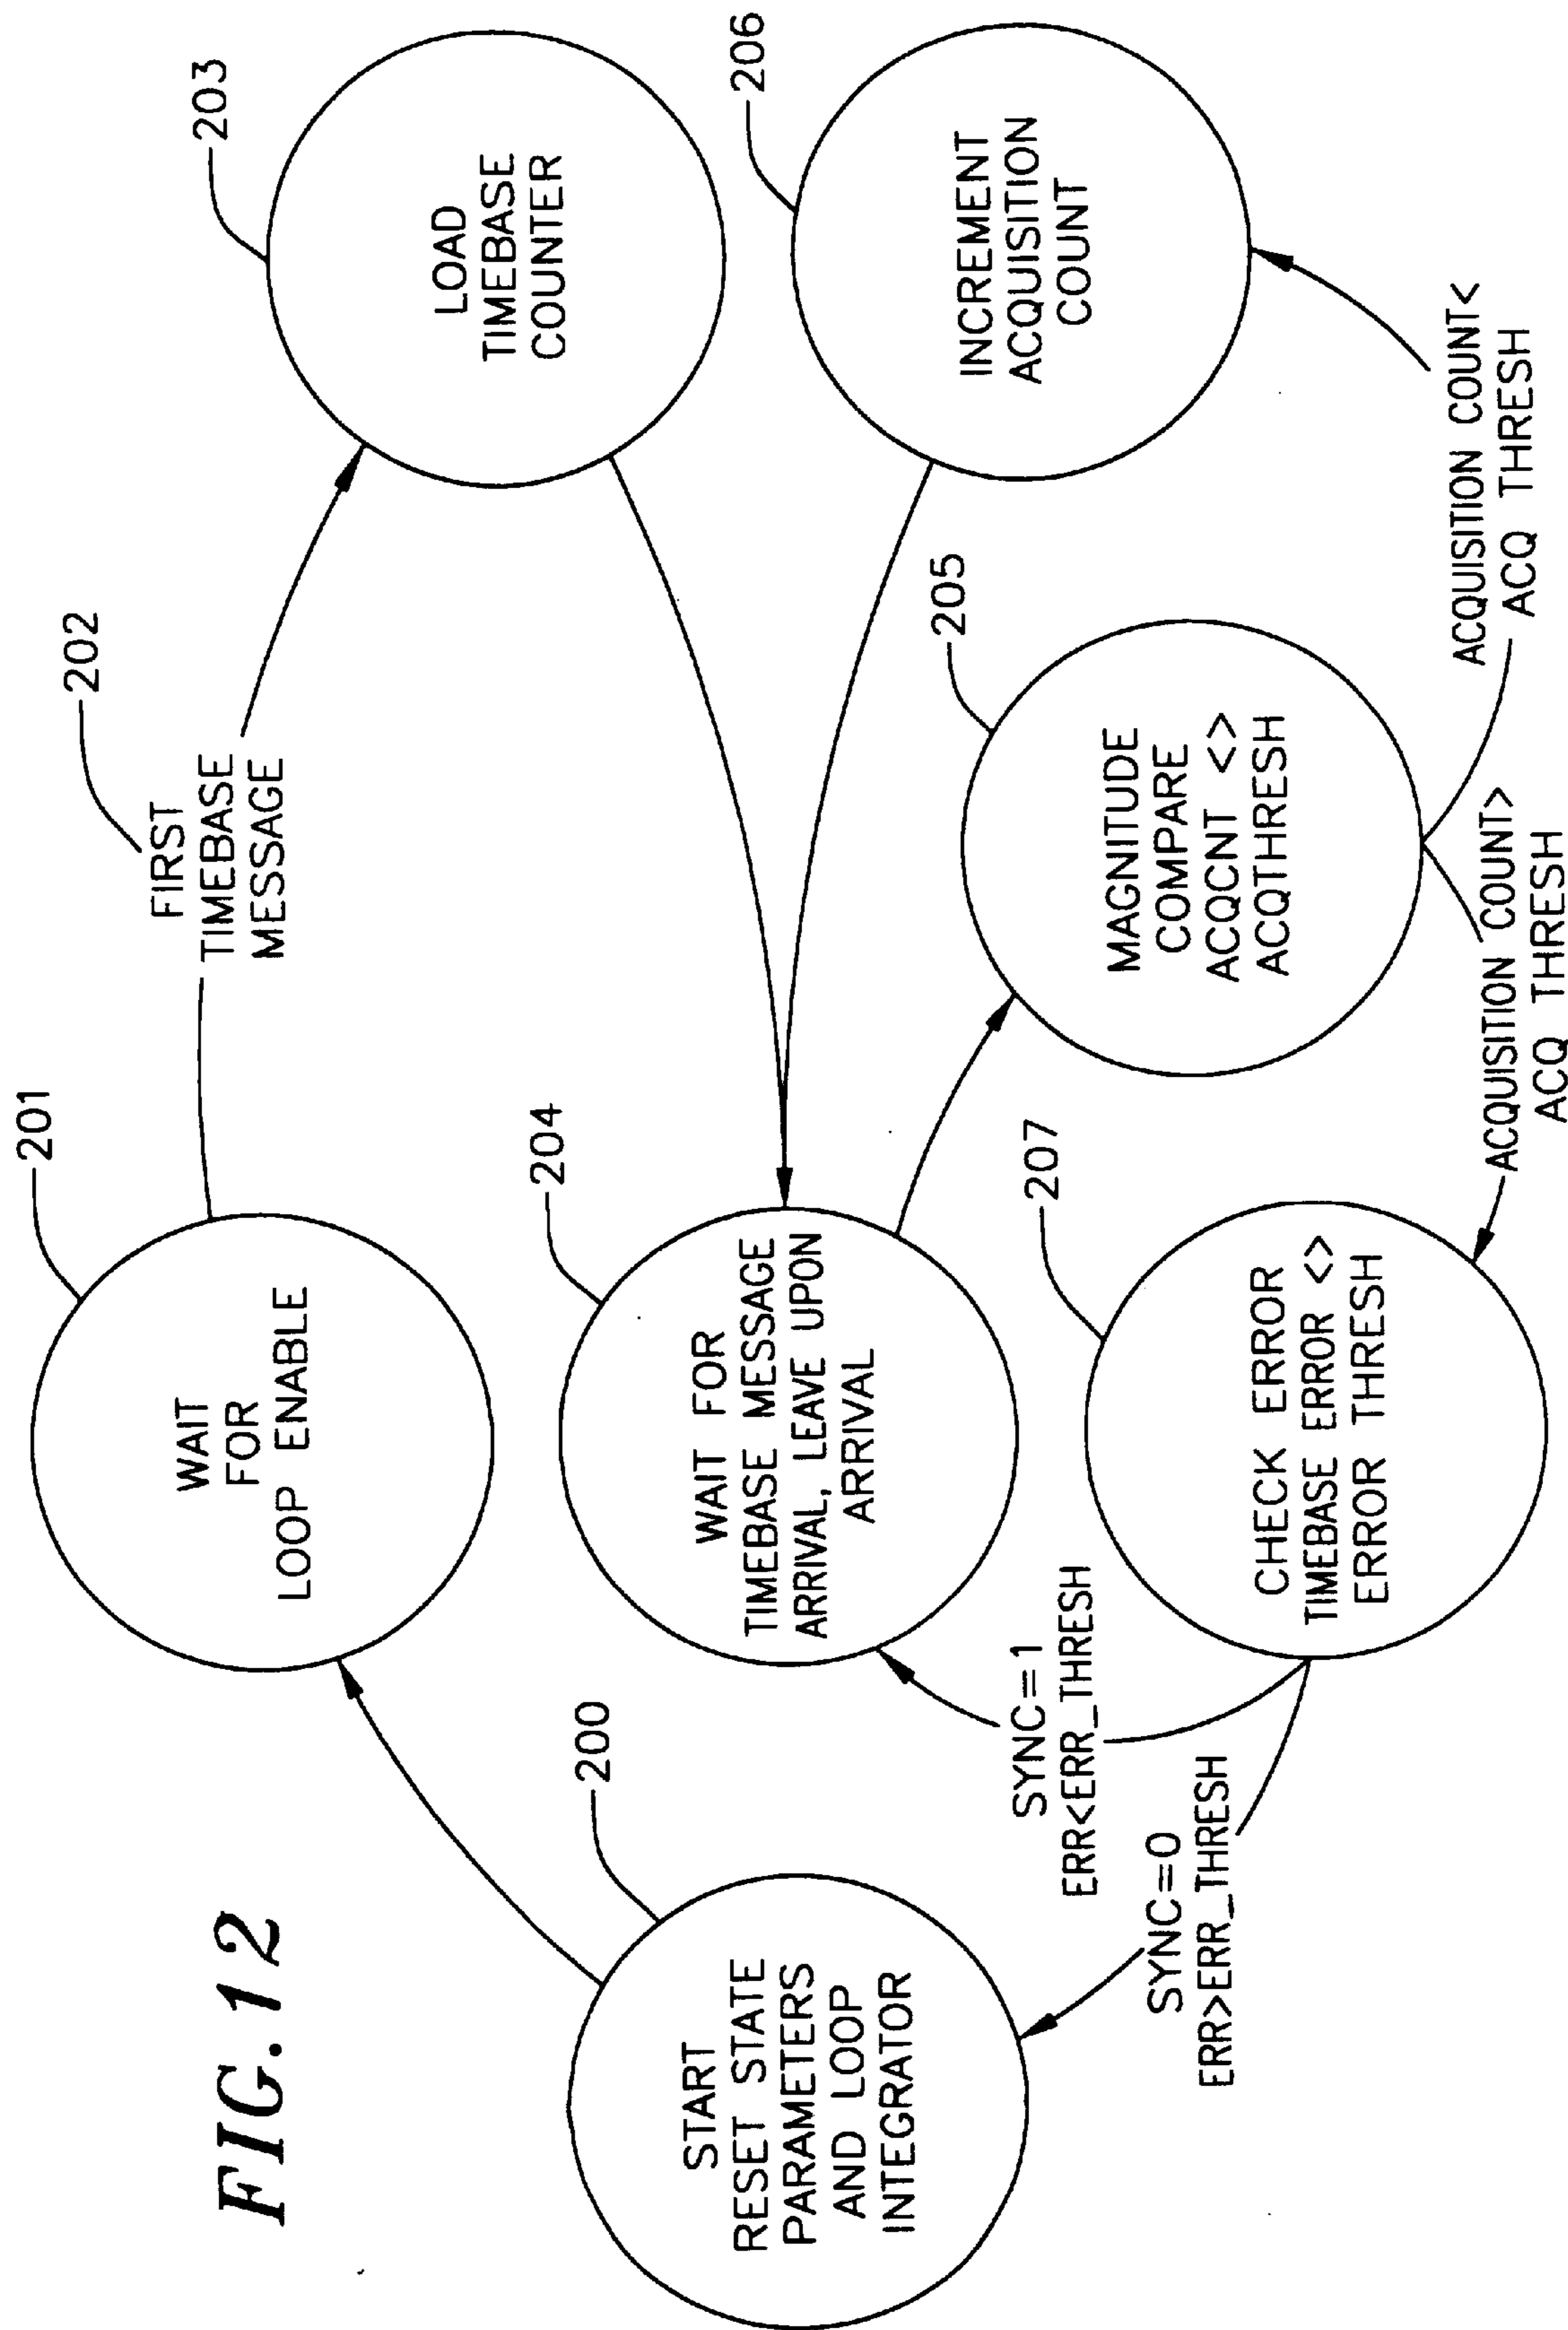 FIG.12
START
RESET STATE
PARAMETERS
AND LOOP
INTEGRATOR
200
WAIT
FOR
LOOP ENABLE
201
FIRST
TIMEBASE
MESSAGE
202
LOAD
TIMEBASE
COUNTER
203
WAIT FOR
TIMEBASE MESSAGE
ARRIVAL, LEAVE UPON
ARRIVAL
204
MAGNITUDE
COMPARE
ACQCNT <>
ACQTHRESH
205
INCREMENT
ACQUISITION
COUNT
206
ACQUISITION COUNT<
ACQ THRESH
ACQUISITION COUNT>
ACQ THRESH
CHECK ERROR
TIMEBASE ERROR <>
ERROR THRESH
207
SYNC=1
ERR<ERR_THRESH
SYNC=0
ERR>ERR_THRESH